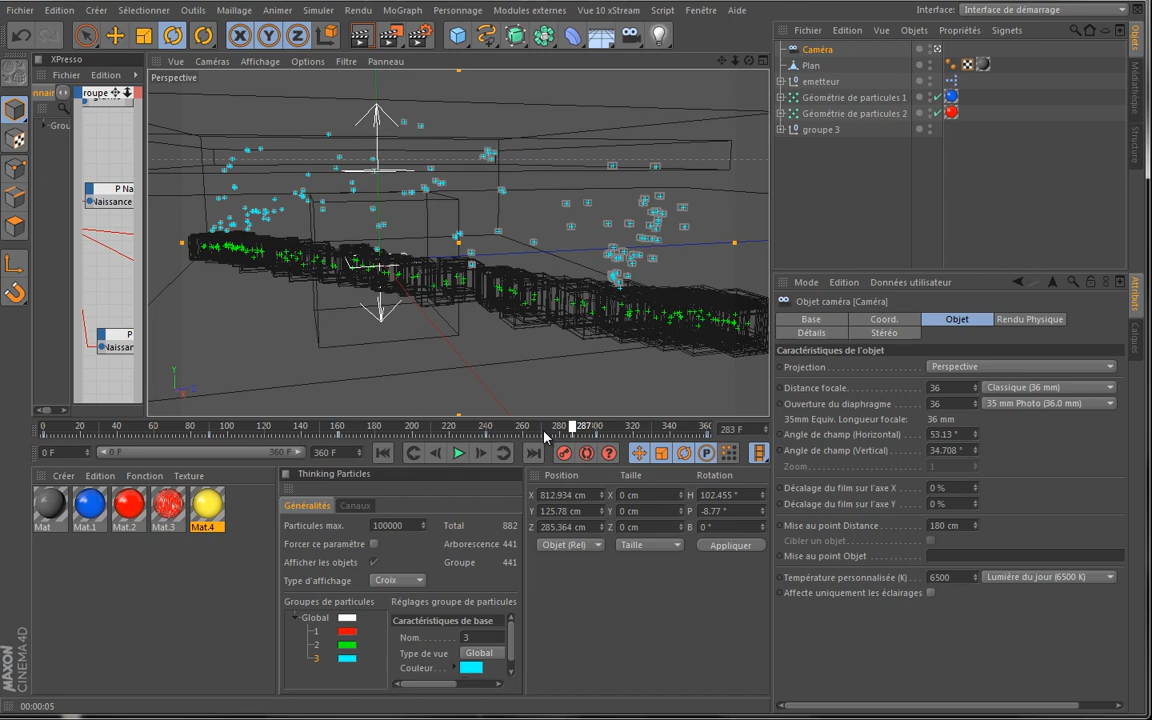 Fichier Edition Créer Sélectionner Outils Maillage Animer Simuler Rendu MoGraph Personnage Modules externes Vue 10 xStream Script Fenêtre Aide Interface: Interface de démarrage
X Y Z
XPresso
Fichier Edition
Vue Caméras Affichage Options Filtre Panneau
Perspective
nnair roupe
Grou
P Na
Naissance
P
Naissan
Y
Z
X
Fichier Edition Vue Objets Propriétés Signets
Caméra
Plan
emetteur
Géométrie de particules 1
Géométrie de particules 2
groupe 3
Objets
Médiathèque
Structure
Mode Edition Données utilisateur
Objet caméra [Caméra]
Base Coord. Objet Rendu Physique
Détails Stéréo
Attributs
Calques
Caractéristiques de l'objet
Projection Perspective
Distance focale 36 Classique (36 mm)
Ouverture du diaphragme 36 35 mm Photo (36.0 mm)
35mm Equiv. Longueur focale: 36 mm
Angle de champ (Horizontal) 53.13 °
Angle de champ (Vertical) 34.708 °
Zoom 1
Décalage du film sur l'axe X 0 %
Décalage du film sur l'axe Y 0 %
Mise au point Distance 180 cm
Cibler un objet
Mise au point Objet
Température personnalisée (K) 6500 Lumière du jour (6500 K)
Affecte uniquement les éclairages
0 20 40 60 80 100 120 140 160 180 200 220 240 260 280 287 300 320 340 36 283 F
0 F 0 F 360 F 360 F
Créer Edition Fonction Texture
Mat Mat.1 Mat.2 Mat.3 Mat.4
Thinking Particles
Généralités Canaux
Particules max. 100000 Total 882
Forcer ce paramètre Arborescence 441
Afficher les objets Groupe 441
Type d'affichage Croix
Groupes de particules Réglages groupe de particules
Global
1
2
3
Caractéristiques de base
Nom 3
Type de vue Global
Couleur
Position Taille Rotation
X 812.934 cm X 0 cm H 102.455 °
Y 125.78 cm Y 0 cm P -8.77 °
Z 285.364 cm Z 0 cm B 0 °
Objet (Rel) Taille Appliquer
MAXON
CINEMA 4D
00:00:05